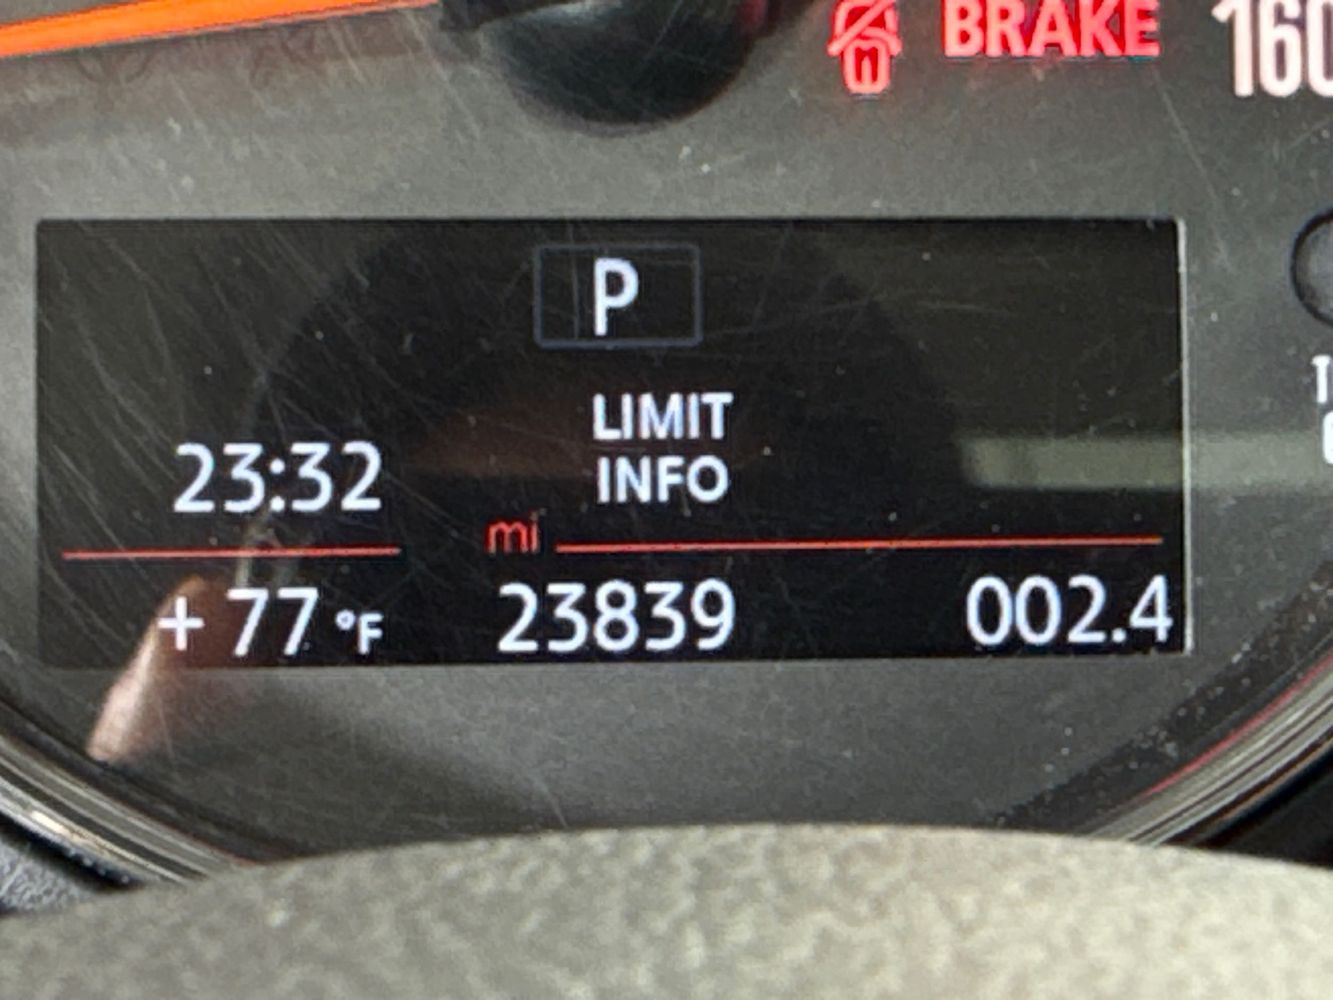 BRAKE
160
P
LIMIT
INFO
23:32
mi
+ 77 °F
23839
002.4